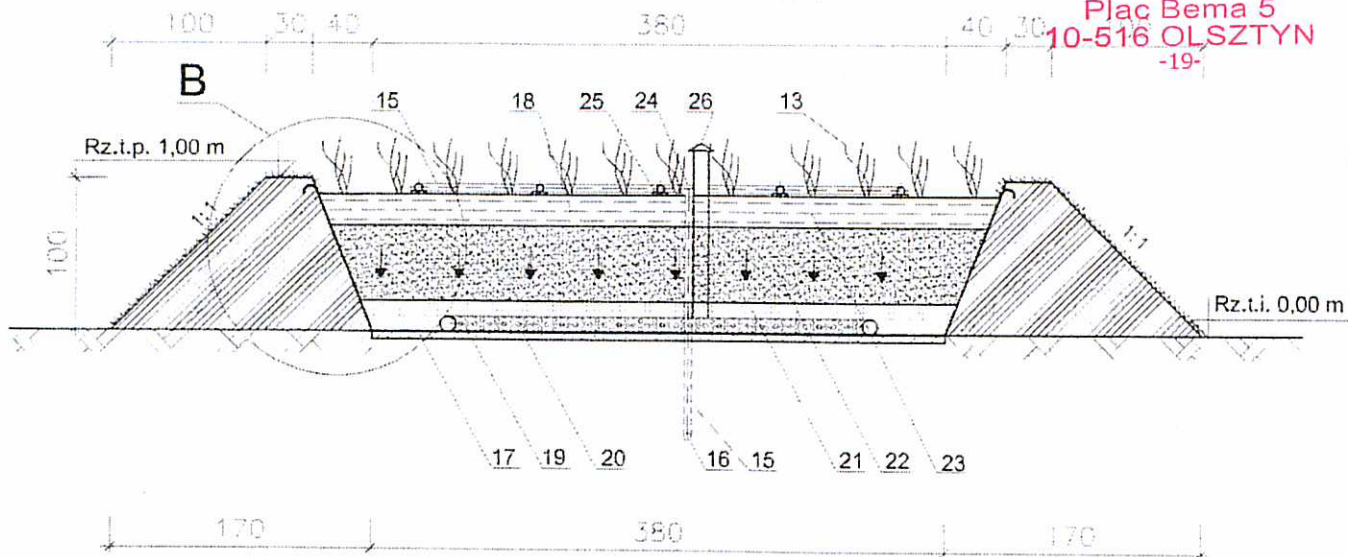 Plac Bema 5
10-516 OLSZTYN
-19-
100 30 40 380 40 30 100
B
15 18 25 24 26 13
Rz.t.p. 1,00 m
1:1
100
1:1
Rz.t.i. 0,00 m
17 19 20 16 15 21 22 23
170 380 170